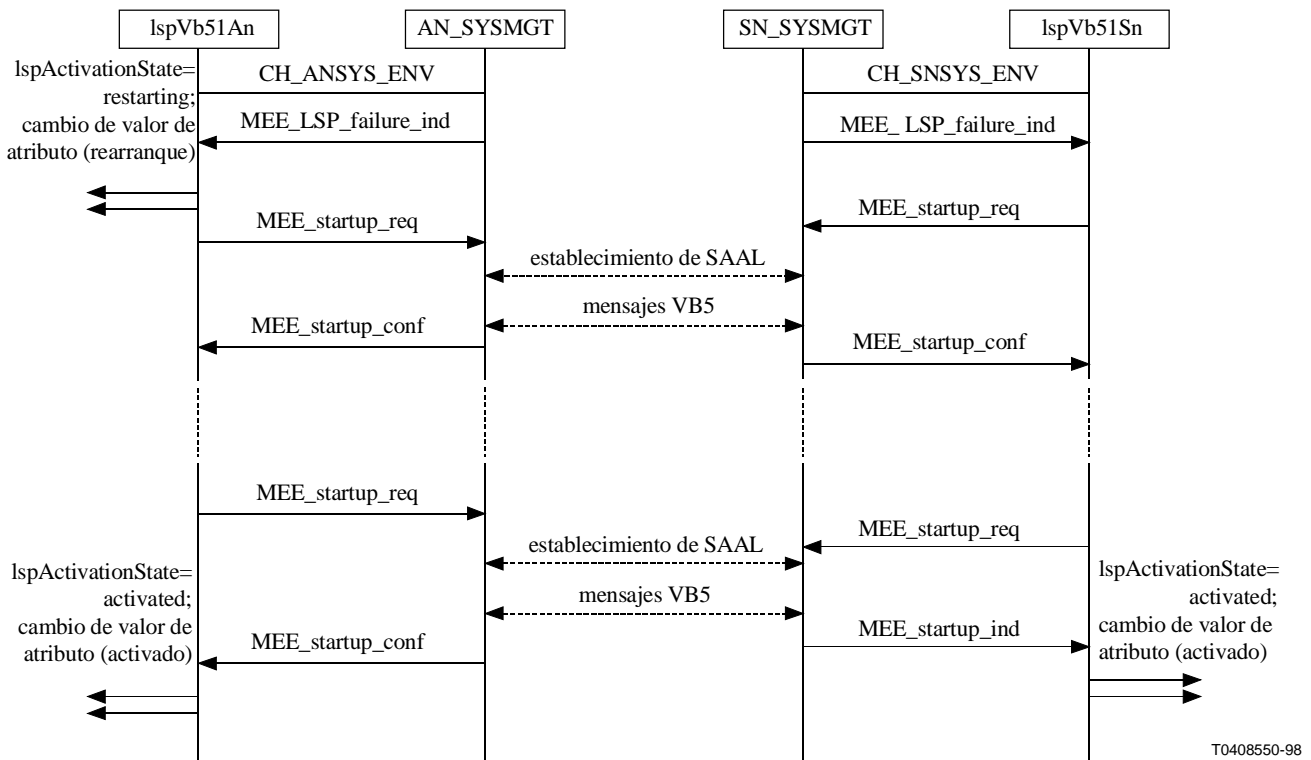 lspVb51An
AN_SYSMGT
SN_SYSMGT
lspVb51Sn
lspActivationState=
restarting;
cambio de valor de
atributo (rearranque)
CH_ANSYS_ENV
CH_SNSYS_ENV
MEE_LSP_failure_ind
MEE_ LSP_failure_ind
MEE_startup_req
MEE_startup_req
establecimiento de SAAL
mensajes VB5
MEE_startup_conf
MEE_startup_conf
MEE_startup_req
MEE_startup_req
establecimiento de SAAL
lspActivationState=
activated;
cambio de valor de
atributo (activado)
mensajes VB5
MEE_startup_conf
MEE_startup_ind
lspActivationState=
activated;
cambio de valor de
atributo (activado)
T0408550-98